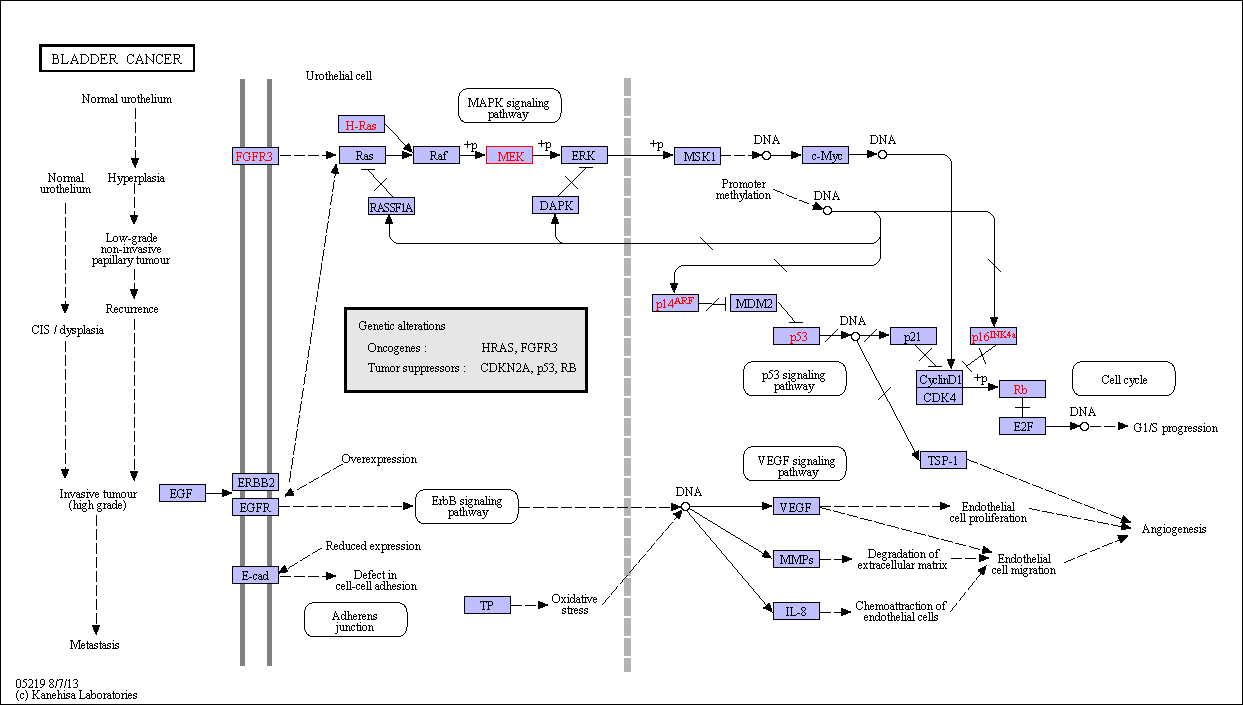 BLADDER CANCER
Urothelial cell
Normal urothelium
MAPK signaling
pathway
H-Ras
DNA
DNA
FGFR3
Ras
Raf
+p
MEK
+p
ERK
+p
MSK1
c-Myc
Normal
urothelium
Hyperplasia
Promoter
methylation
DNA
RASSF1A
DAPK
Low-grade
non-invasive
papillary tumour
Recurrence
CIS / dysplasia
p14ARF
MDM2
Genetic alterations
Oncogenes : HRAS, FGFR3
Tumor suppressors : CDKN2A, p53, RB
p53
DNA
p21
p16INK4a
p53 signaling
pathway
CyclinD1
CDK4
+p
Rb
Cell cycle
DNA
E2F
G1/S progression
Overexpression
VEGF signaling
pathway
TSP-1
Invasive tumour
(high grade)
EGF
ERBB2
EGFR
ErbB signaling
pathway
DNA
VEGF
Endothelial
cell proliferation
Angiogenesis
Reduced expression
E-cad
Defect in
cell-cell adhesion
MMPs
Degradation of
extracellular matrix
Endothelial
cell migration
TP
Oxidative
stress
IL-8
Chemoattraction of
endothelial cells
Adherens
junction
Metastasis
05219 8/7/13
(c) Kanehisa Laboratories